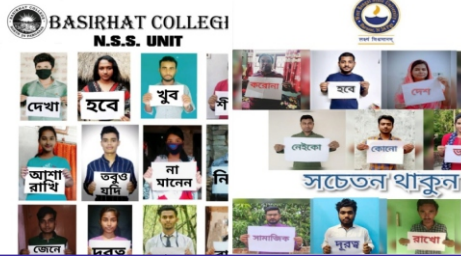 BASIRHAT COLLEGE
N.S.S. UNIT
দেখা হবে খুব
আশা রাখি তবুও যদি না মানেন
জেনে দূরত্ব
করোনা হবে শেষ
নেইকো কোনো
সচেতন থাকুন
সামাজিক দূরত্ব রাখো